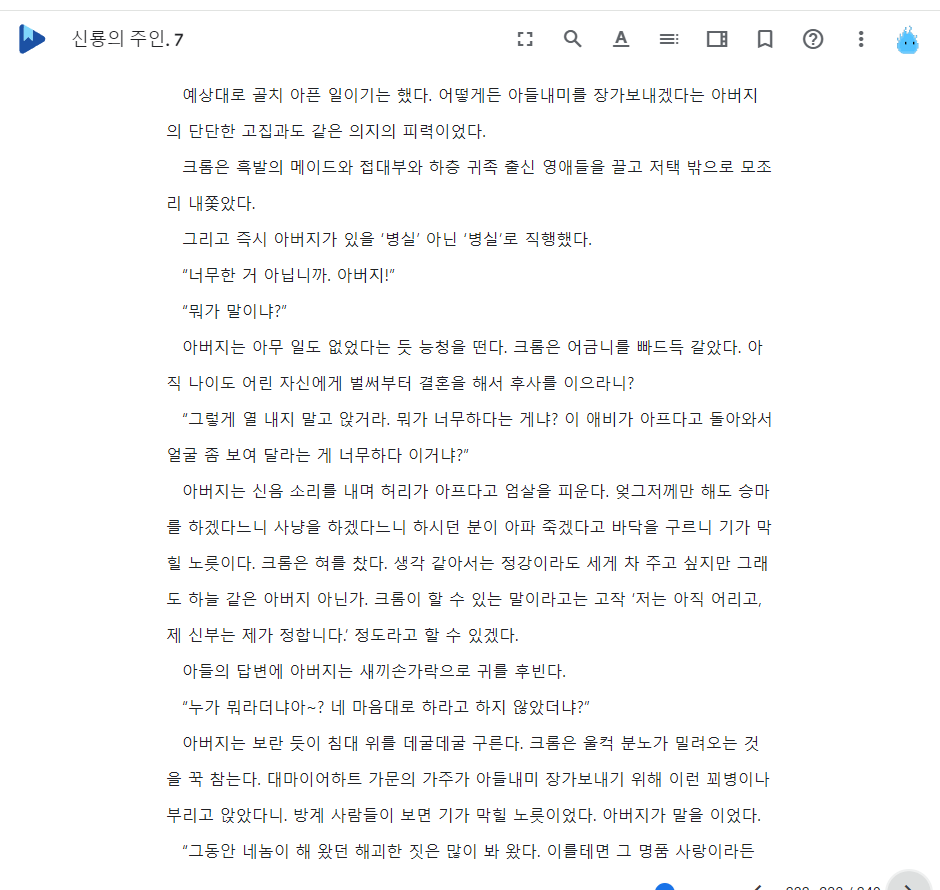 신룡의 주인. 7
예상대로 골치 아픈 일이기는 했다. 어떻게든 아들내미를 장가보내겠다는 아버지
의 단단한 고집과도 같은 의지의 피력이었다.
크롬은 흑발의 메이드와 접대부와 하층 귀족 출신 영애들을 끌고 저택 밖으로 모조
리 내쫓았다.
그리고 즉시 아버지가 있을 ‘병실’ 아닌 ‘병실’로 직행했다.
“너무한 거 아닙니까. 아버지!”
“뭐가 말이냐?”
아버지는 아무 일도 없었다는 듯 능청을 떤다. 크롬은 어금니를 빠드득 갈았다. 아
직 나이도 어린 자신에게 벌써부터 결혼을 해서 후사를 이으라니?
“그렇게 열 내지 말고 앉거라. 뭐가 너무하다는 게냐? 이 애비가 아프다고 돌아와서
얼굴 좀 보여 달라는 게 너무하다 이거냐?”
아버지는 신음 소리를 내며 허리가 아프다고 엄살을 피운다. 엊그저께만 해도 승마
를 하겠다느니 사냥을 하겠다느니 하시던 분이 아파 죽겠다고 바닥을 구르니 기가 막
힐 노릇이다. 크롬은 혀를 찼다. 생각 같아서는 정강이라도 세게 차 주고 싶지만 그래
도 하늘 같은 아버지 아닌가. 크롬이 할 수 있는 말이라고는 고작 ‘저는 아직 어리고,
제 신부는 제가 정합니다.’ 정도라고 할 수 있겠다.
아들의 답변에 아버지는 새끼손가락으로 귀를 후빈다.
“누가 뭐라더냐아~? 네 마음대로 하라고 하지 않았더냐?”
아버지는 보란 듯이 침대 위를 데굴데굴 구른다. 크롬은 울컥 분노가 밀려오는 것
을 꾹 참는다. 대마이어하트 가문의 가주가 아들내미 장가보내기 위해 이런 꾀병이나
부리고 앉았다니. 방계 사람들이 보면 기가 막힐 노릇이었다. 아버지가 말을 이었다.
“그동안 네놈이 해 왔던 해괴한 짓은 많이 봐 왔다. 이를테면 그 명품 사랑이라든